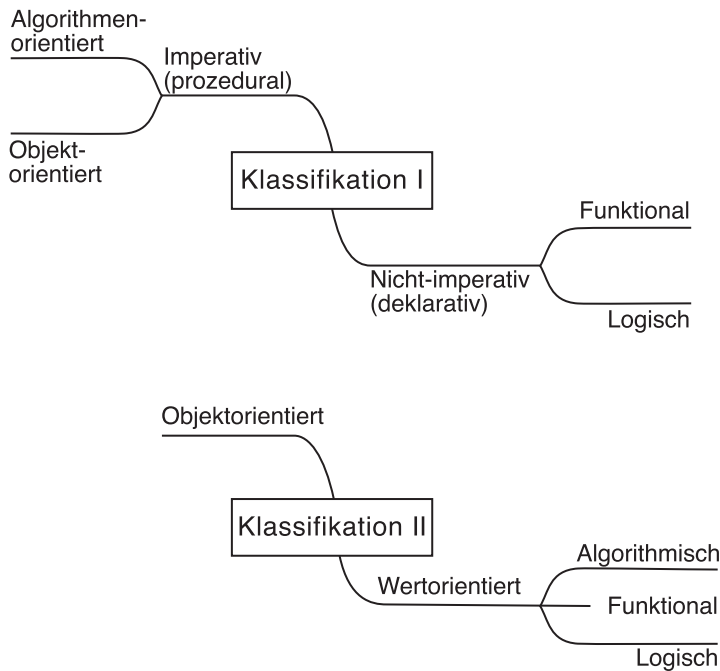 Algorithmen-
orientiert
Imperativ
(prozedural)
Objekt-
orientiert
Klassifikation I
Funktional
Nicht-imperativ
(deklarativ)
Logisch
Objektorientiert
Klassifikation II
Algorithmisch
Wertorientiert
Funktional
Logisch